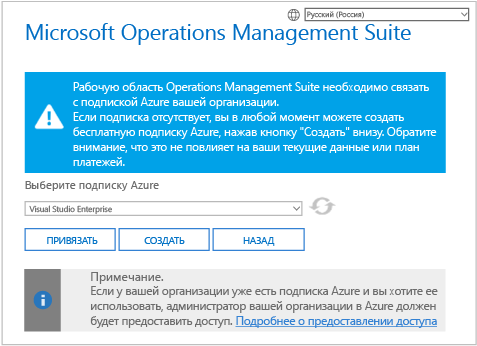 Русский (Россия)
Microsoft Operations Management Suite
Рабочую область Operations Management Suite необходимо связать
с подпиской Azure вашей организации.
Если подписка отсутствует, вы в любой момент можете создать
бесплатную подписку Azure, нажав кнопку "Создать" внизу. Обратите
внимание, что это не повлияет на ваши текущие данные или план
платежей.
Выберите подписку Azure
Visual Studio Enterprise
ПРИВЯЗАТЬ СОЗДАТЬ НАЗАД
Примечание.
Если у вашей организации уже есть подписка Azure и вы хотите ее
использовать, администратор вашей организации в Azure должен
будет предоставить доступ. Подробнее о предоставлении доступа